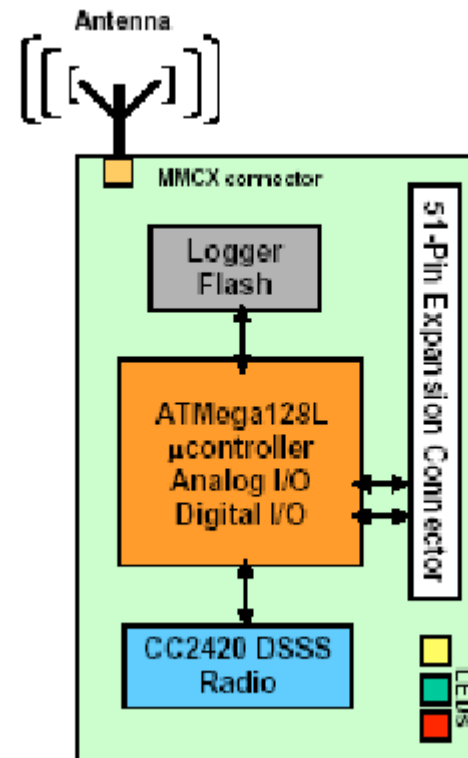 Antenna
MMCX connector
Logger
Flash
51-Pin Expansion Connector
ATMega128L
µcontroller
Analog I/O
Digital I/O
CC2420 DSSS
Radio
LEDs